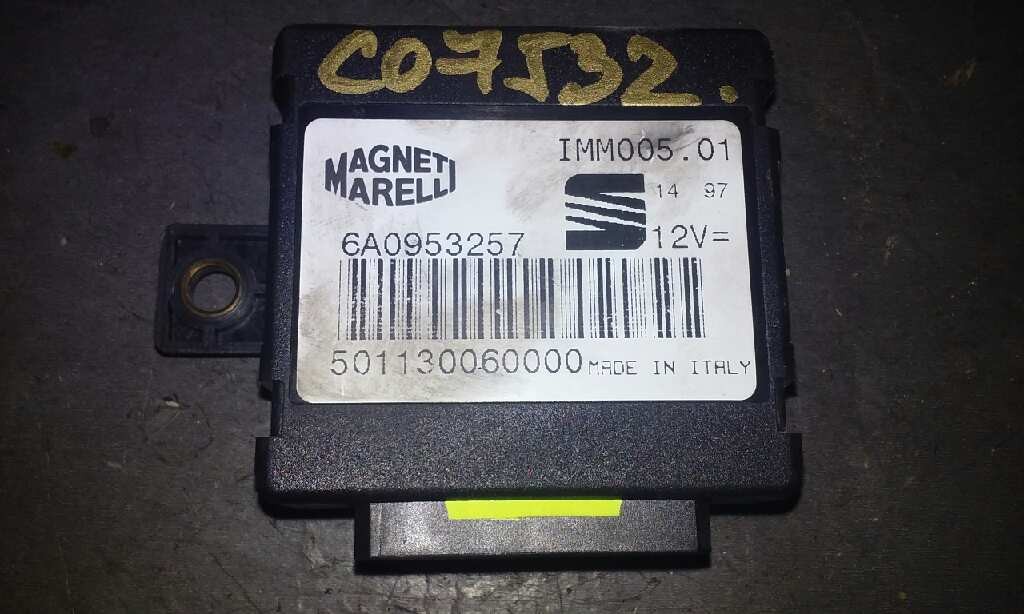 C07532.
MAGNETI
MARELLI
IMM005.01
14 97
6A0953257
12V=
501130060000 MADE IN ITALY